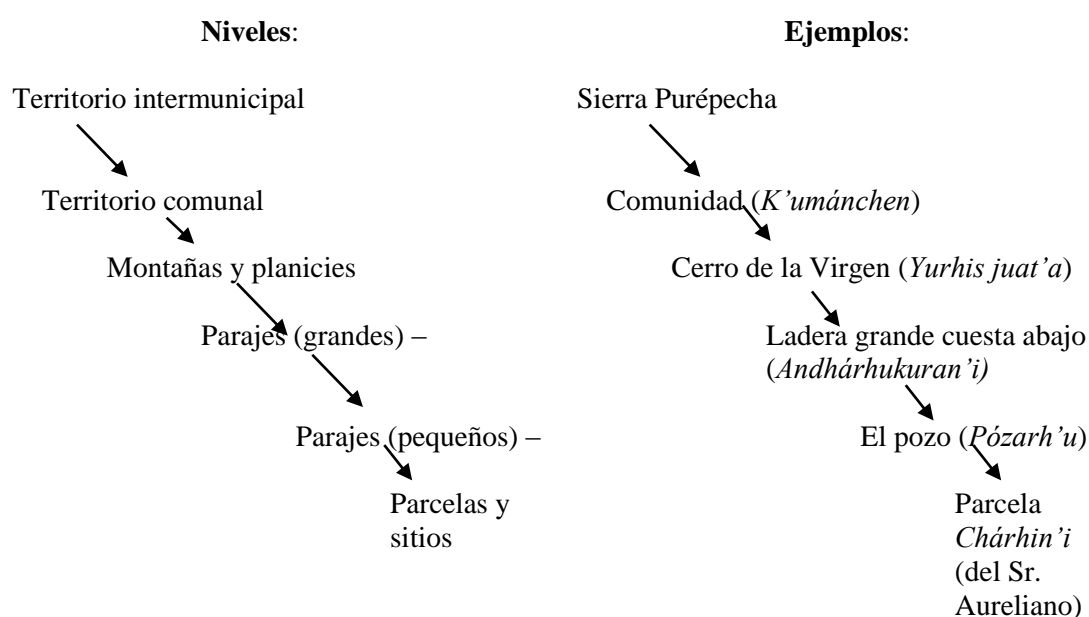 Niveles:
Ejemplos:
Territorio intermunicipal
Sierra Purépecha
Territorio comunal
Comunidad (K’umánchen)
Montañas y planicies
Cerro de la Virgen (Yurhis juat’a)
Parajes (grandes) –
Ladera grande cuesta abajo
(Andhárhukuran’i)
Parajes (pequeños) –
El pozo (Pózarh’u)
Parcelas y
sitios
Parcela
Chárhin’i
(del Sr.
Aureliano)